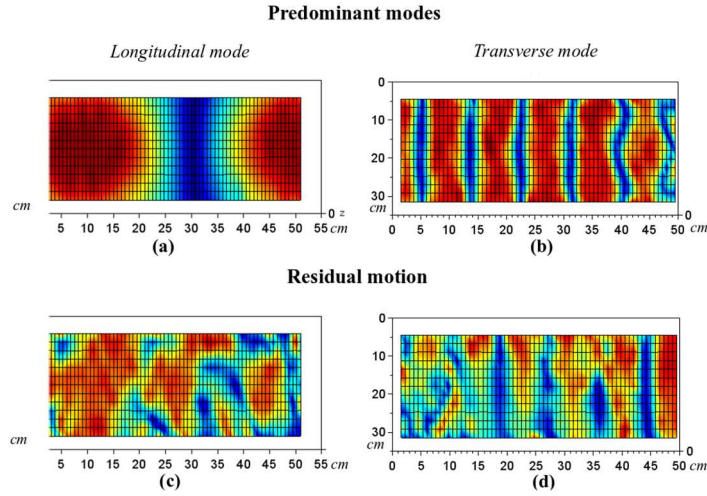 Predominant modes
Longitudinal mode
Transverse mode
cm
0 z
5 10 15 20 25 30 35 40 45 50 55
cm
(a)
0
10
20
30
cm
0
0 5 10 15 20 25 30 35 40 45 50
cm
(b)
Residual motion
cm
0
5 10 15 20 25 30 35 40 45 50 55
cm
(c)
0
10
20
30
cm
0
0 5 10 15 20 25 30 35 40 45 50
cm
(d)